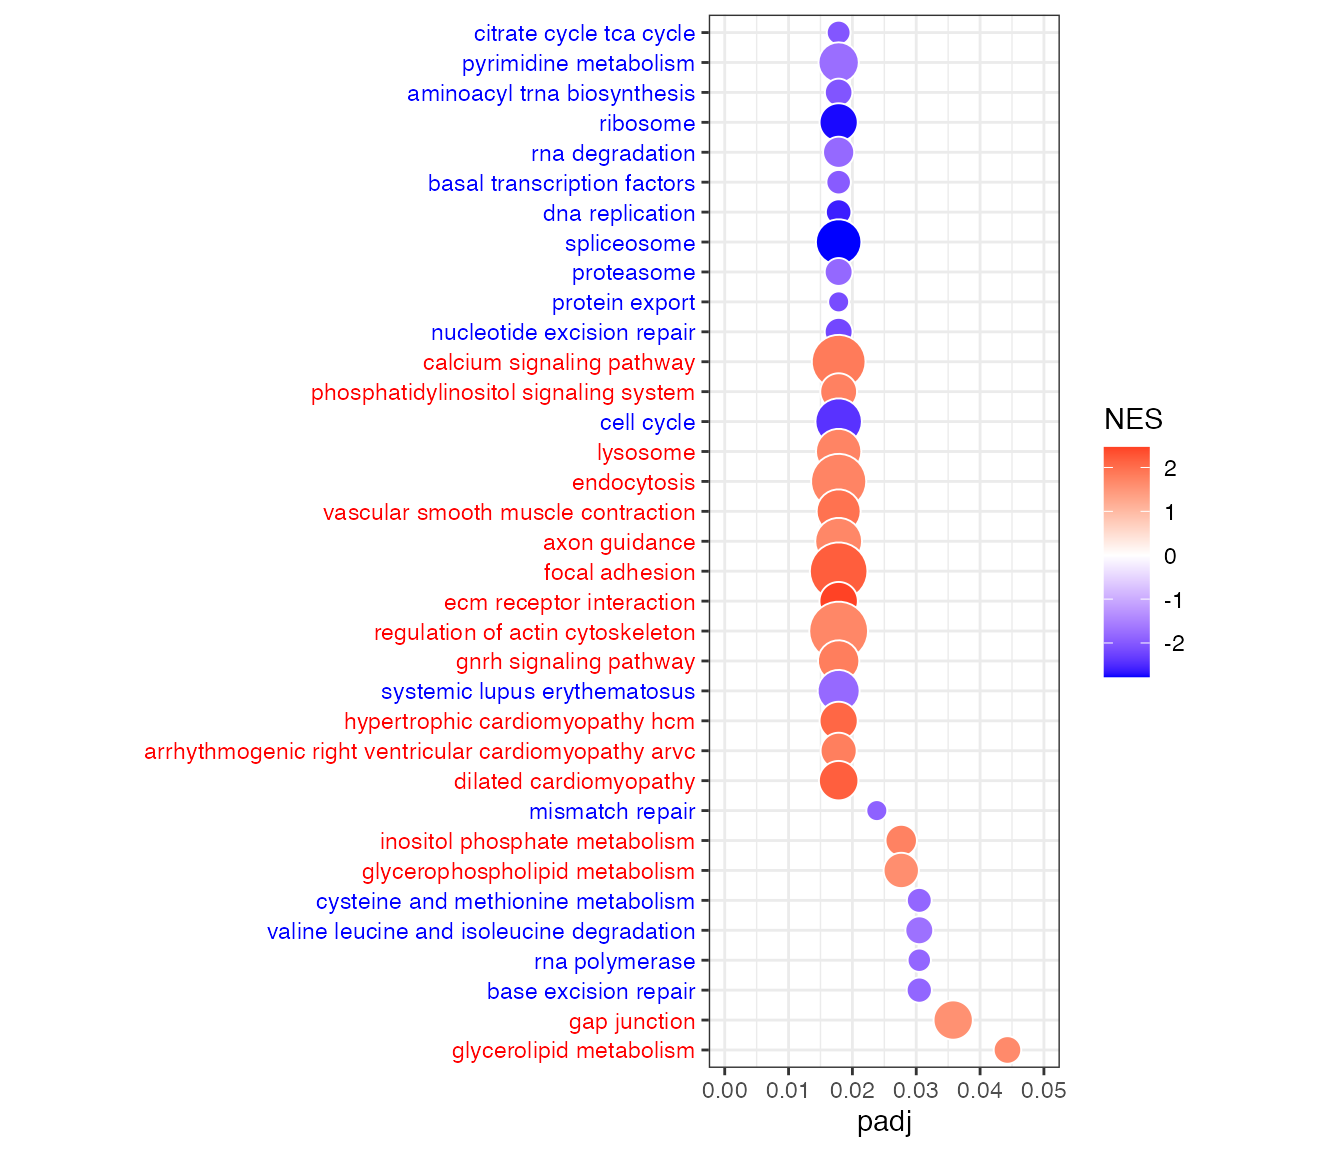 citrate cycle tca cycle
pyrimidine metabolism
aminoacyl trna biosynthesis
ribosome
rna degradation
basal transcription factors
dna replication
spliceosome
proteasome
protein export
nucleotide excision repair
calcium signaling pathway
phosphatidylinositol signaling system
cell cycle
lysosome
endocytosis
vascular smooth muscle contraction
axon guidance
focal adhesion
ecm receptor interaction
regulation of actin cytoskeleton
gnrh signaling pathway
systemic lupus erythematosus
hypertrophic cardiomyopathy hcm
arrhythmogenic right ventricular cardiomyopathy arvc
dilated cardiomyopathy
mismatch repair
inositol phosphate metabolism
glycerophospholipid metabolism
cysteine and methionine metabolism
valine leucine and isoleucine degradation
rna polymerase
base excision repair
gap junction
glycerolipid metabolism
0.00 0.01 0.02 0.03 0.04 0.05
padj
NES
2
1
0
-1
-2